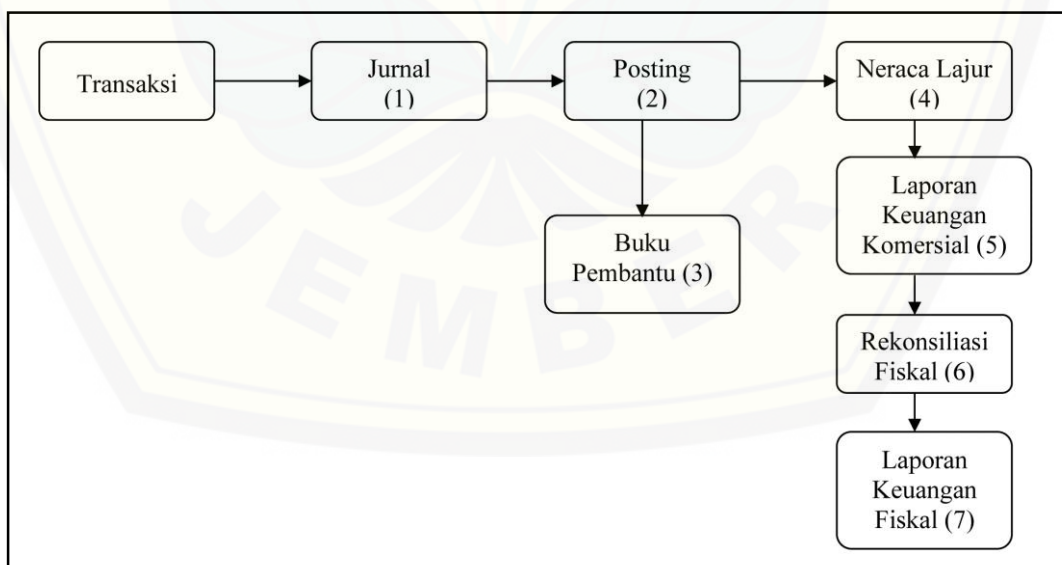 Transaksi
Jurnal
(1)
Posting
(2)
Neraca Lajur
(4)
Buku
Pembantu (3)
Laporan
Keuangan
Komersial (5)
Rekonsiliasi
Fiskal (6)
Laporan
Keuangan
Fiskal (7)
JEMBER